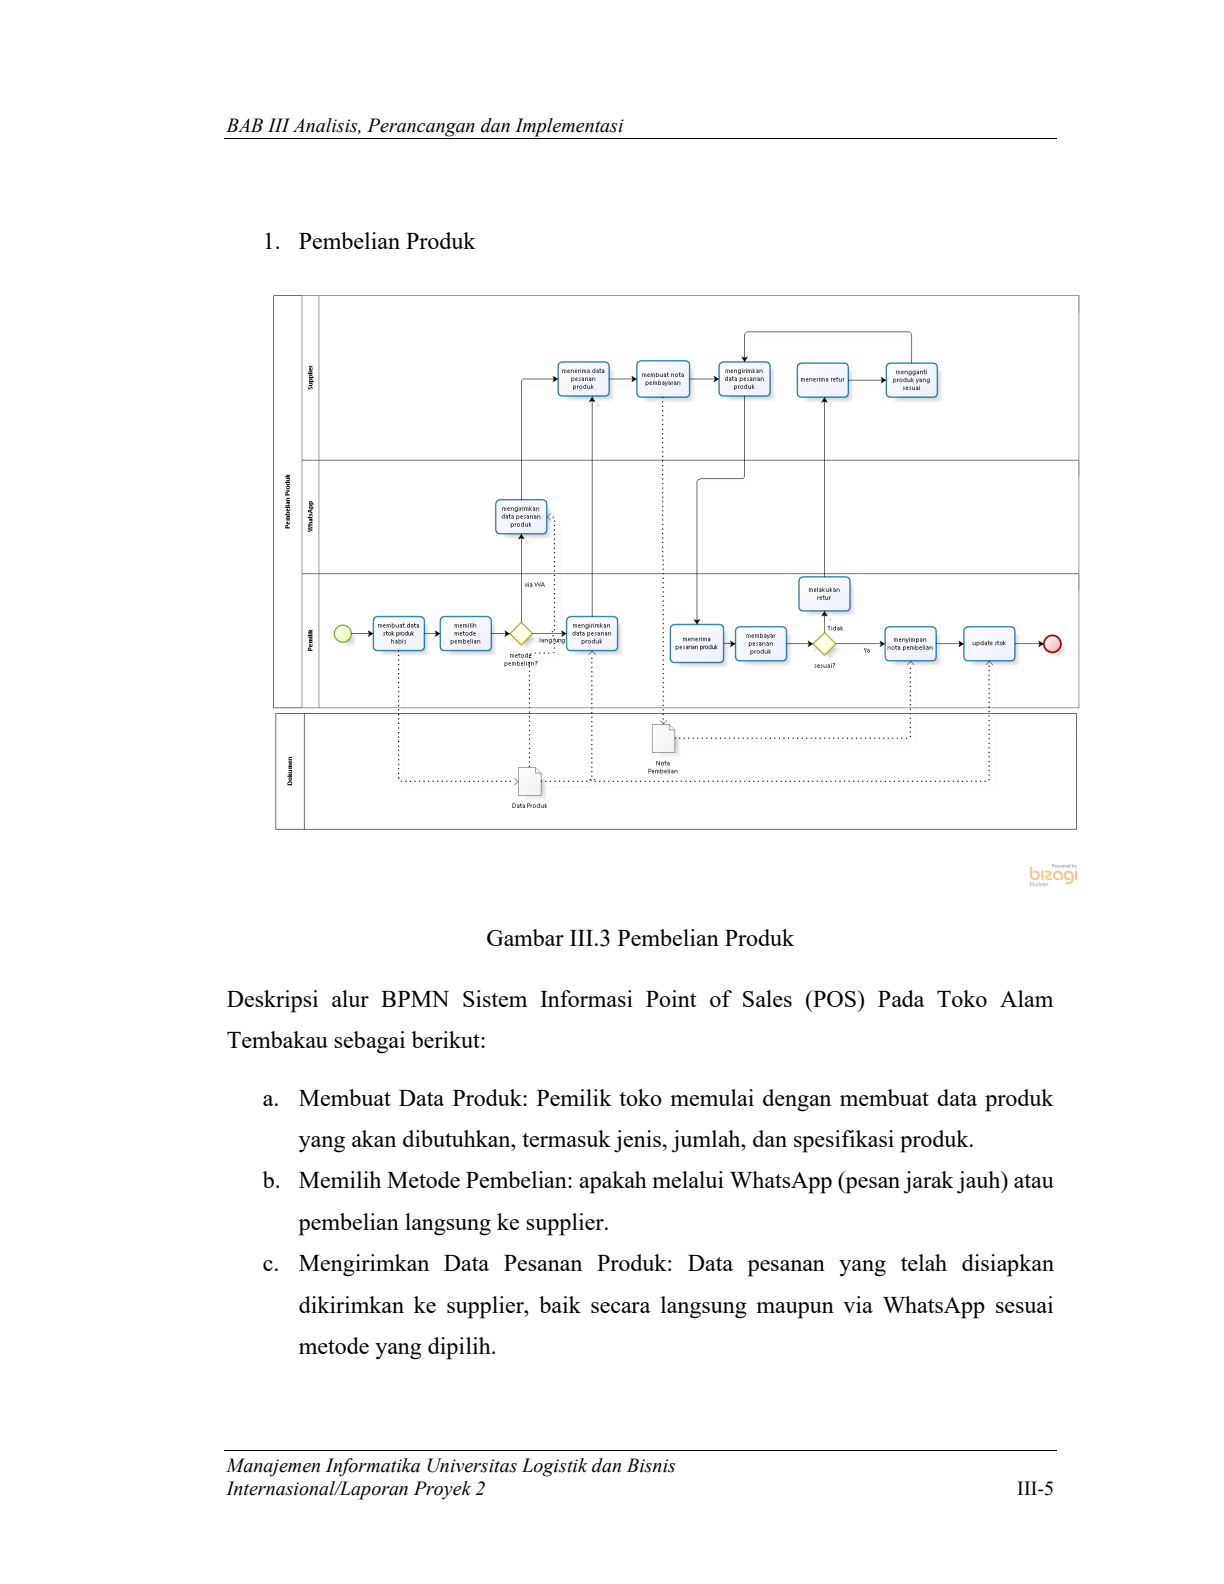 BAB III Analisis, Perancangan dan Implementasi
1. Pembelian Produk
Pembelian Produk
Supplier
menerima data
pesanan
produk
membuat nota
pembayaran
mengirimkan
data pesanan
produk
menerima retur
mengganti
produk yang
sesuai
WhatsApp
mengirimkan
data pesanan
produk
via WA
Pemilik
membuat data
stok produk
habis
memilih
metode
pembelian
metode
pembelian?
langsung
mengirimkan
data pesanan
produk
menerima
pesanan produk
membayar
pesanan
produk
melakukan
retur
Tidak
sesuai?
Ya
menyimpan
nota pembelian
update stok
Dokumen
Nota
Pembelian
Data Produk
Powered by
bizagi
Modeler
Gambar III.3 Pembelian Produk
Deskripsi alur BPMN Sistem Informasi Point of Sales (POS) Pada Toko Alam
Tembakau sebagai berikut:
a. Membuat Data Produk: Pemilik toko memulai dengan membuat data produk
yang akan dibutuhkan, termasuk jenis, jumlah, dan spesifikasi produk.
b. Memilih Metode Pembelian: apakah melalui WhatsApp (pesan jarak jauh) atau
pembelian langsung ke supplier.
c. Mengirimkan Data Pesanan Produk: Data pesanan yang telah disiapkan
dikirimkan ke supplier, baik secara langsung maupun via WhatsApp sesuai
metode yang dipilih.
Manajemen Informatika Universitas Logistik dan Bisnis
Internasional/Laporan Proyek 2
III-5